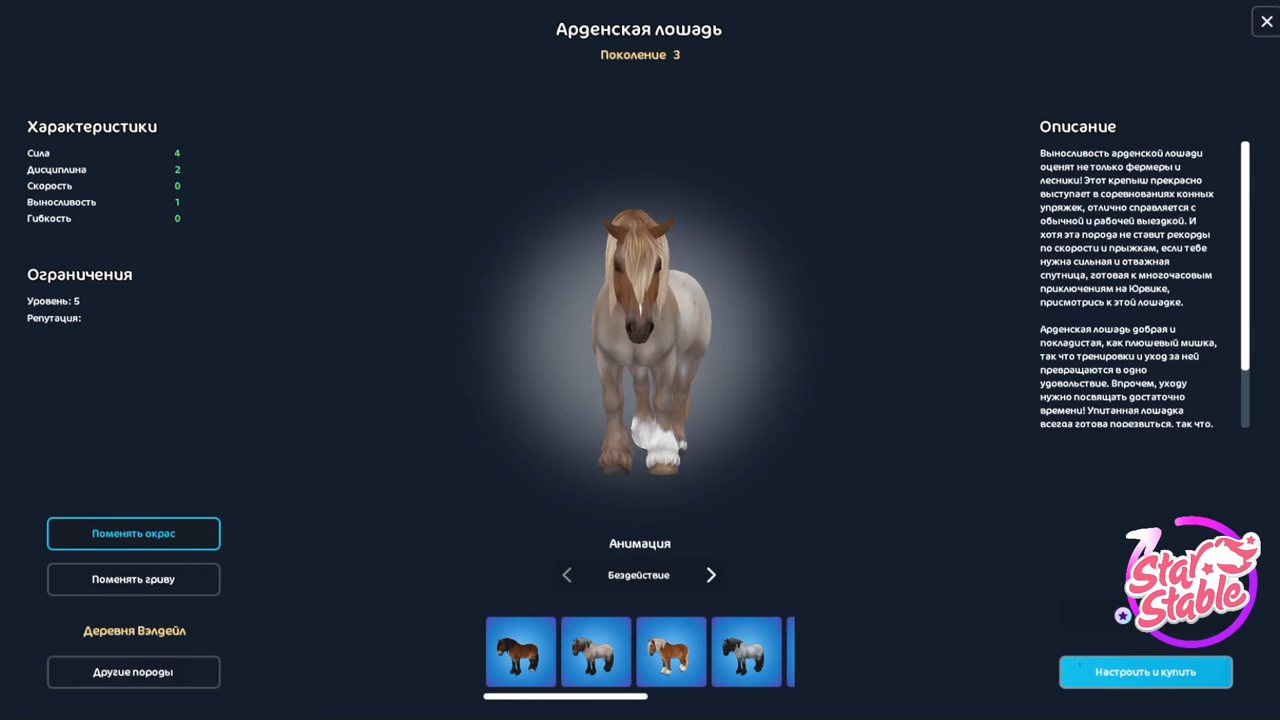 Арденская лошадь
Поколение 3
Характеристики
Сила 4
Дисциплина 2
Скорость 0
Выносливость 1
Гибкость 0
Ограничения
Уровень: 5
Репутация:
Описание
Выносливость арденской лошади
оценят не только фермеры и
лесники! Этот крепыш прекрасно
выступает в соревнованиях конных
упряжек, отлично справляется с
обычной и рабочей выездкой. И
хотя эта порода не ставит рекорды
по скорости и прыжкам, если тебе
нужна сильная и отважная
спутница, готовая к многочасовым
приключениям на Юрвике,
присмотрись к этой лошадке.
Арденская лошадь добрая и
покладистая, как плюшевый мишка,
так что тренировки и уход за ней
превращаются в одно
удовольствие. Впрочем, уходу
нужно посвящать достаточно
времени! Упитанная лошадка
всегда готова порезвиться, так что,
Поменять окрас
Поменять гриву
Деревня Вэлдейл
Другие породы
Анимация
Бездействие
Star
Stable
Настроить и купить